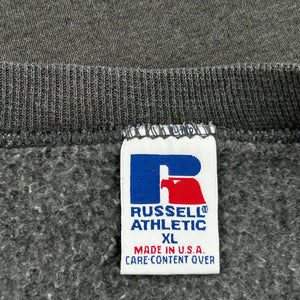 R
RUSSELL®
ATHLETIC
XL
MADE IN U.S.A.
CARE-CONTENT OVER